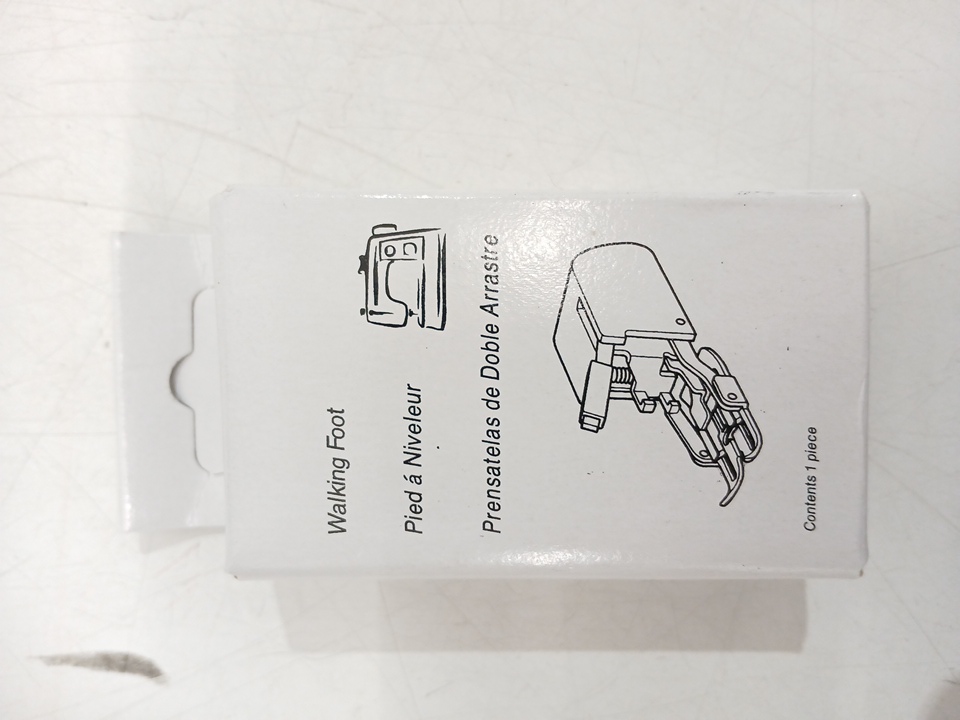 Walking Foot
Pied á Niveleur
Prensatelas de Doble Arrastre
Contents 1 piece